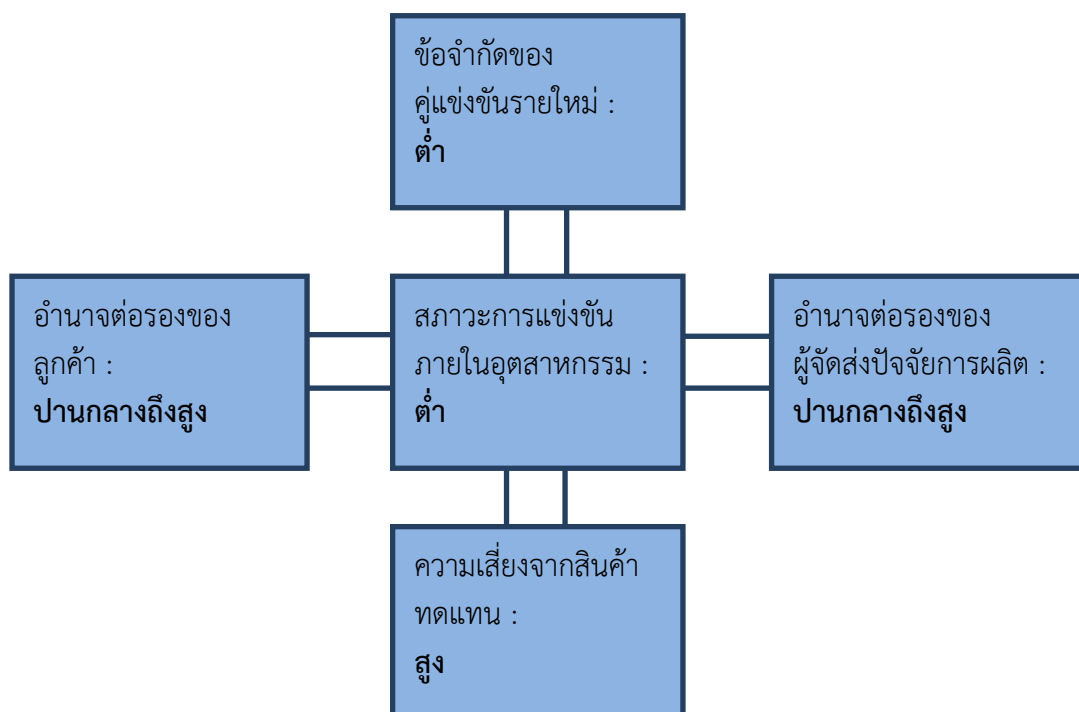 ข้อจำกัดของ
คู่แข่งขันรายใหม่ :
ต่ำ
อำนาจต่อรองของ
ลูกค้า :
ปานกลางถึงสูง
สภาวะการแข่งขัน
ภายในอุตสาหกรรม :
ต่ำ
อำนาจต่อรองของ
ผู้จัดส่งปัจจัยการผลิต :
ปานกลางถึงสูง
ความเสี่ยงจากสินค้า
ทดแทน :
สูง